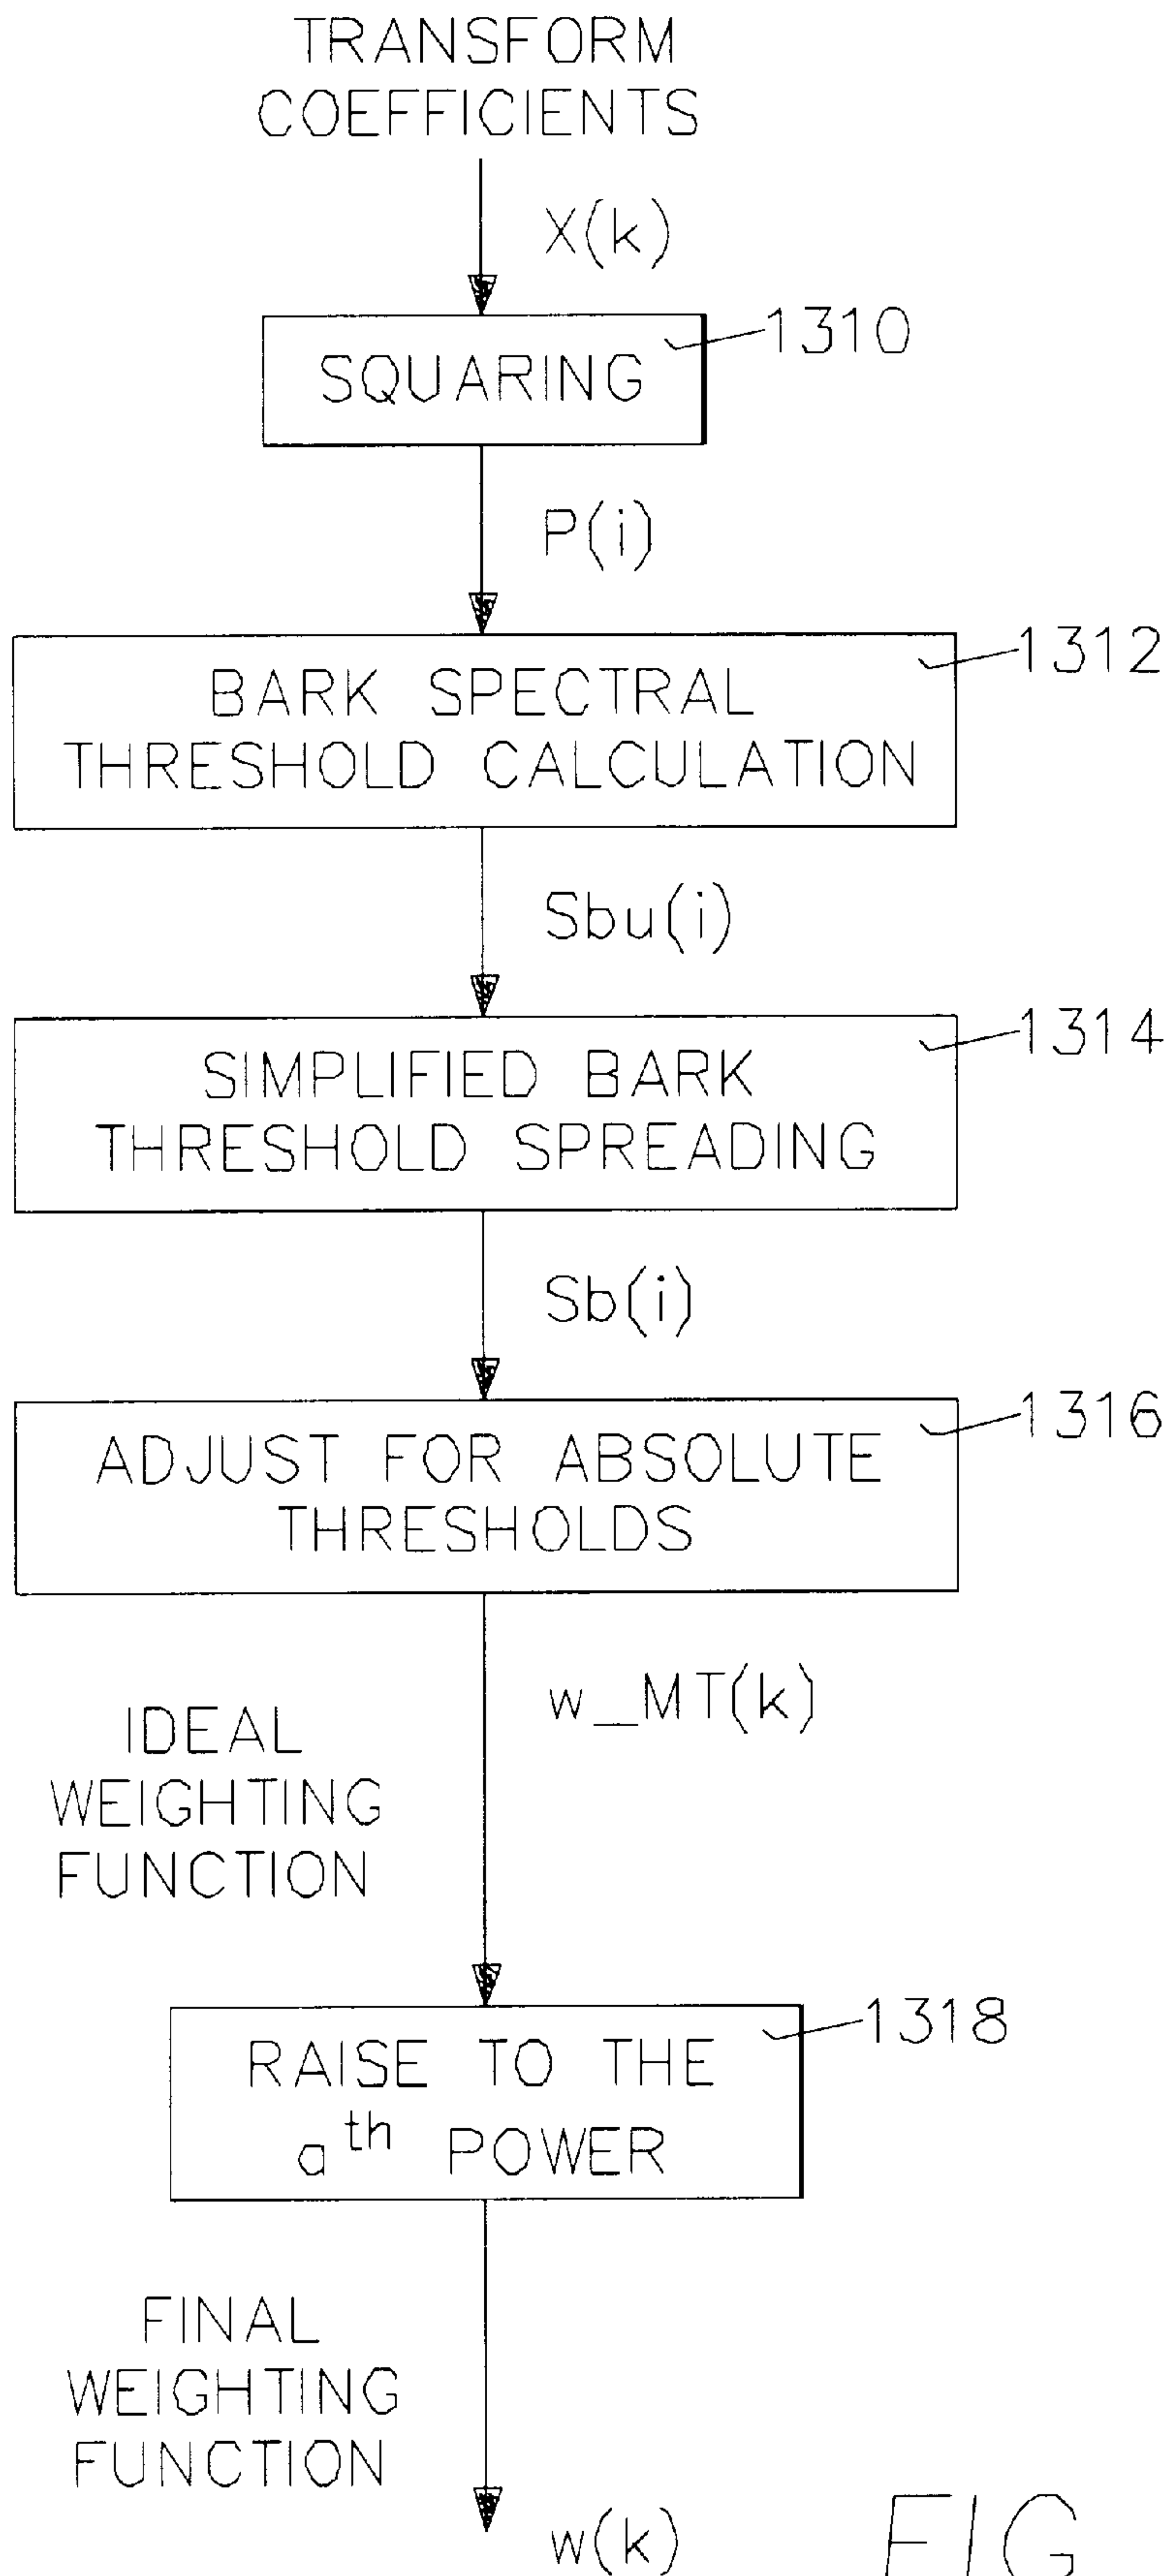 TRANSFORM
COEFFICIENTS
X(k)
1310
SQUARING
P(i)
1312
BARK SPECTRAL
THRESHOLD CALCULATION
Sbu(i)
1314
SIMPLIFIED BARK
THRESHOLD SPREADING
Sb(i)
1316
ADJUST FOR ABSOLUTE
THRESHOLDS
w_MT(k)
IDEAL
WEIGHTING
FUNCTION
1318
RAISE TO THE
a^th POWER
FINAL
WEIGHTING
FUNCTION
w(k)
FIG